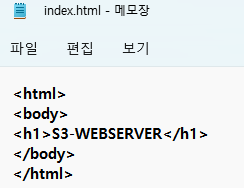 index.html - 메모장
파일 편집 보기
<html>
<body>
<h1>S3-WEBSERVER</h1>
</body>
</html>